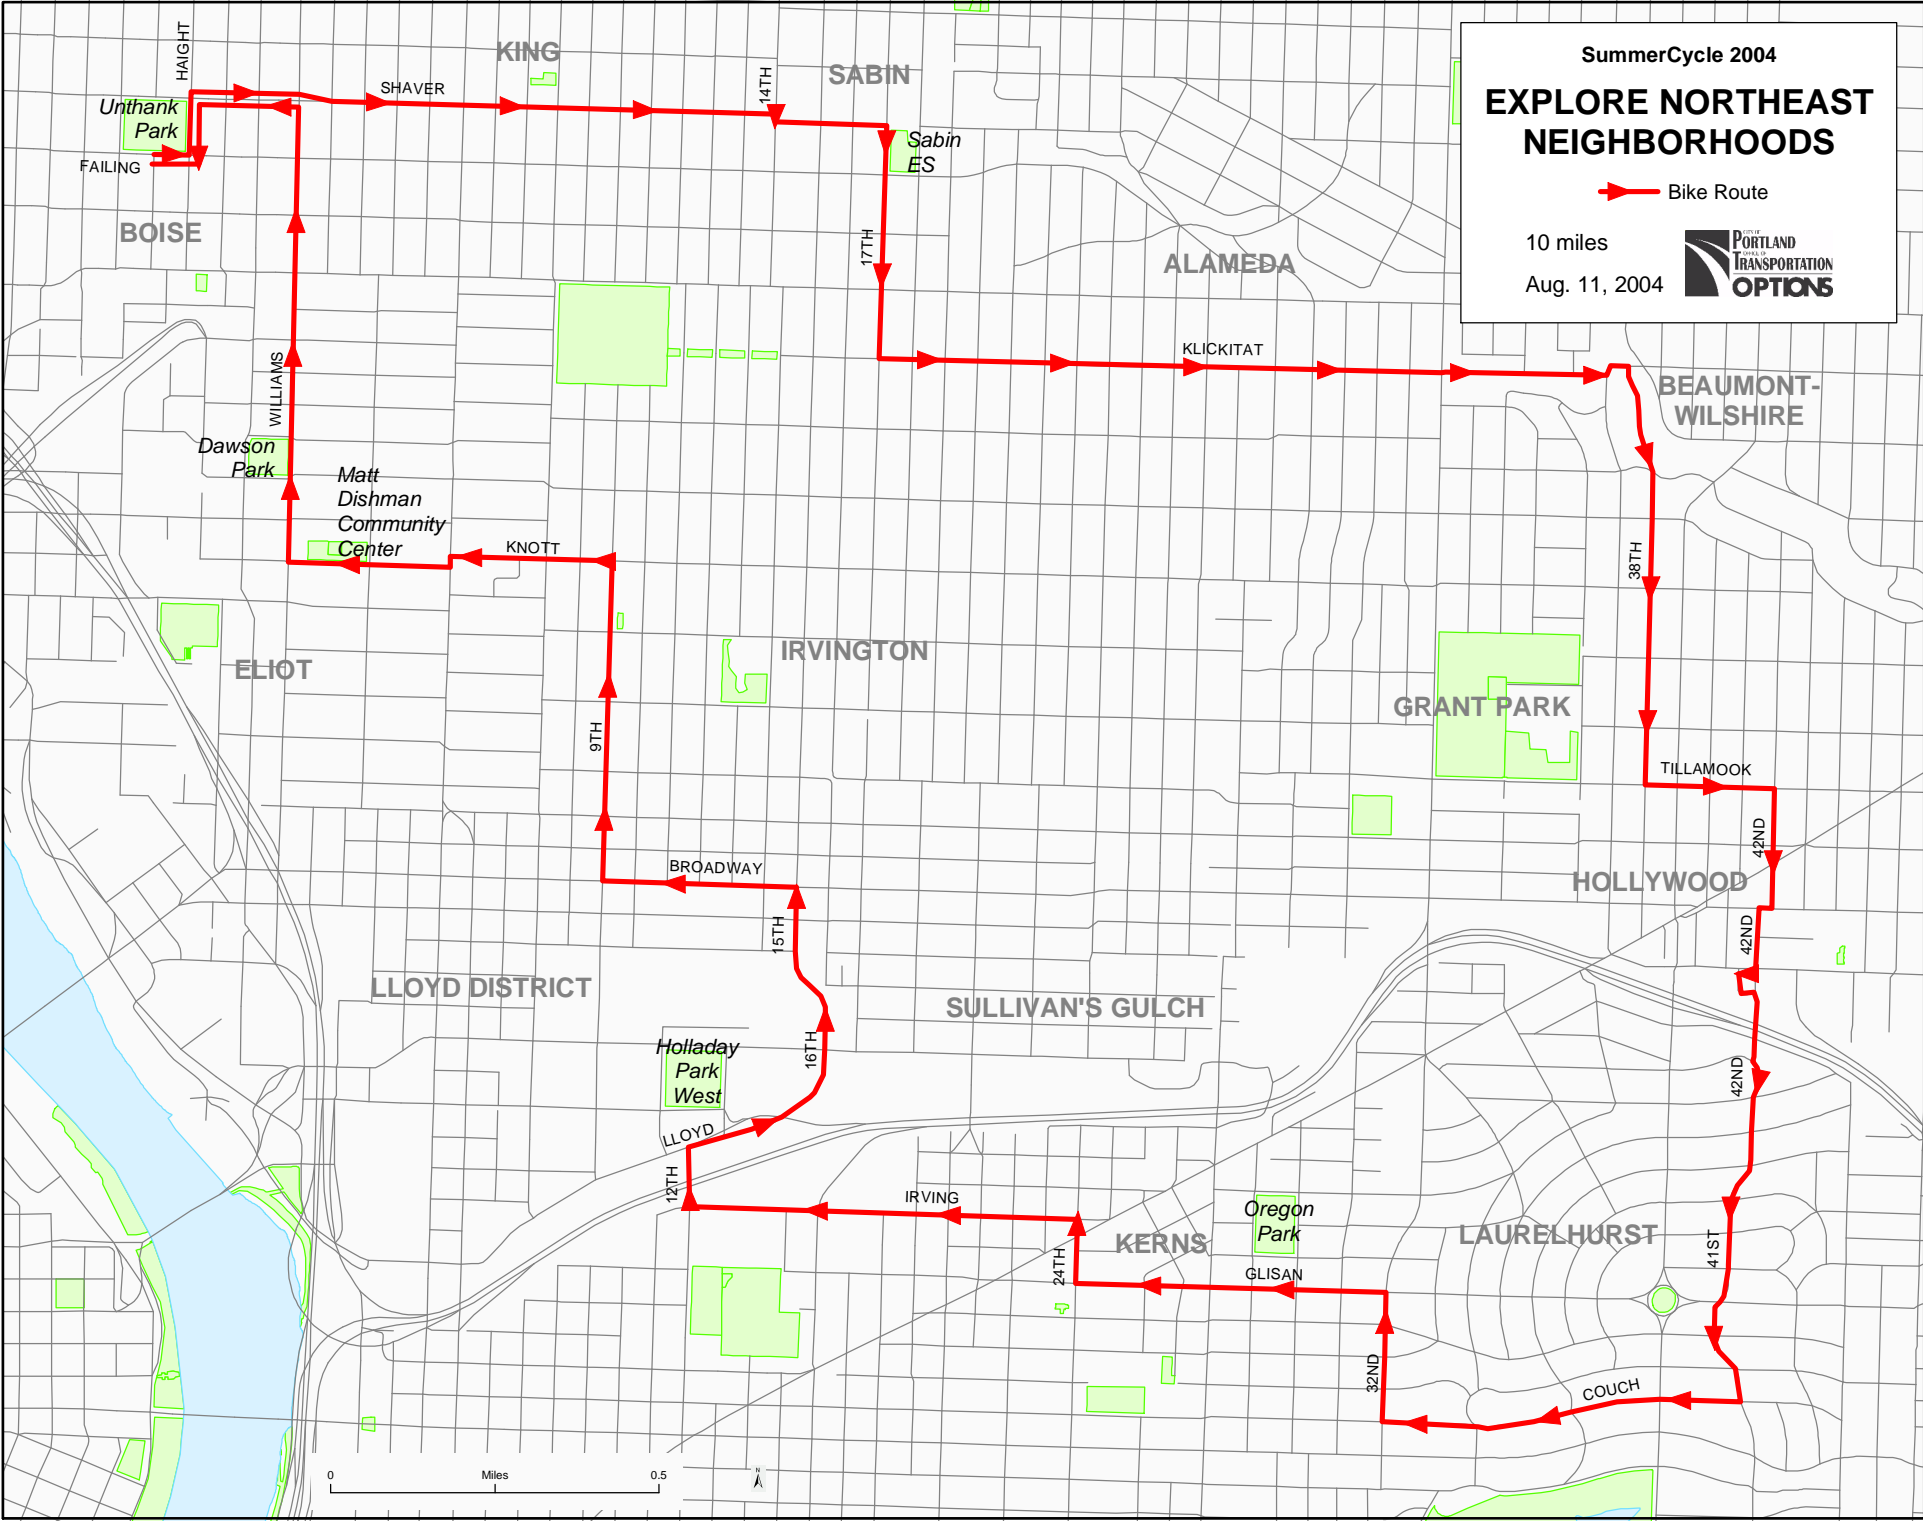 SummerCycle 2004
EXPLORE NORTHEAST
NEIGHBORHOODS
Bike Route
10 miles
Aug. 11, 2004
CITY OF
PORTLAND
OFFICE OF
TRANSPORTATION
OPTIONS
HAIGHT
KING
SHAVER
14TH
SABIN
Unthank
Park
FAILING
Sabin
ES
BOISE
17TH
ALAMEDA
WILLIAMS
KLICKITAT
BEAUMONT-
WILSHIRE
Dawson
Park
Matt
Dishman
Community
Center
KNOTT
38TH
ELIOT
IRVINGTON
GRANT PARK
9TH
TILLAMOOK
42ND
BROADWAY
HOLLYWOOD
15TH
42ND
LLOYD DISTRICT
SULLIVAN'S GULCH
16TH
Holladay
Park
West
42ND
LLOYD
12TH
IRVING
Oregon
Park
KERNS
LAURELHURST
24TH
GLISAN
41ST
32ND
COUCH
0
Miles
0.5
N